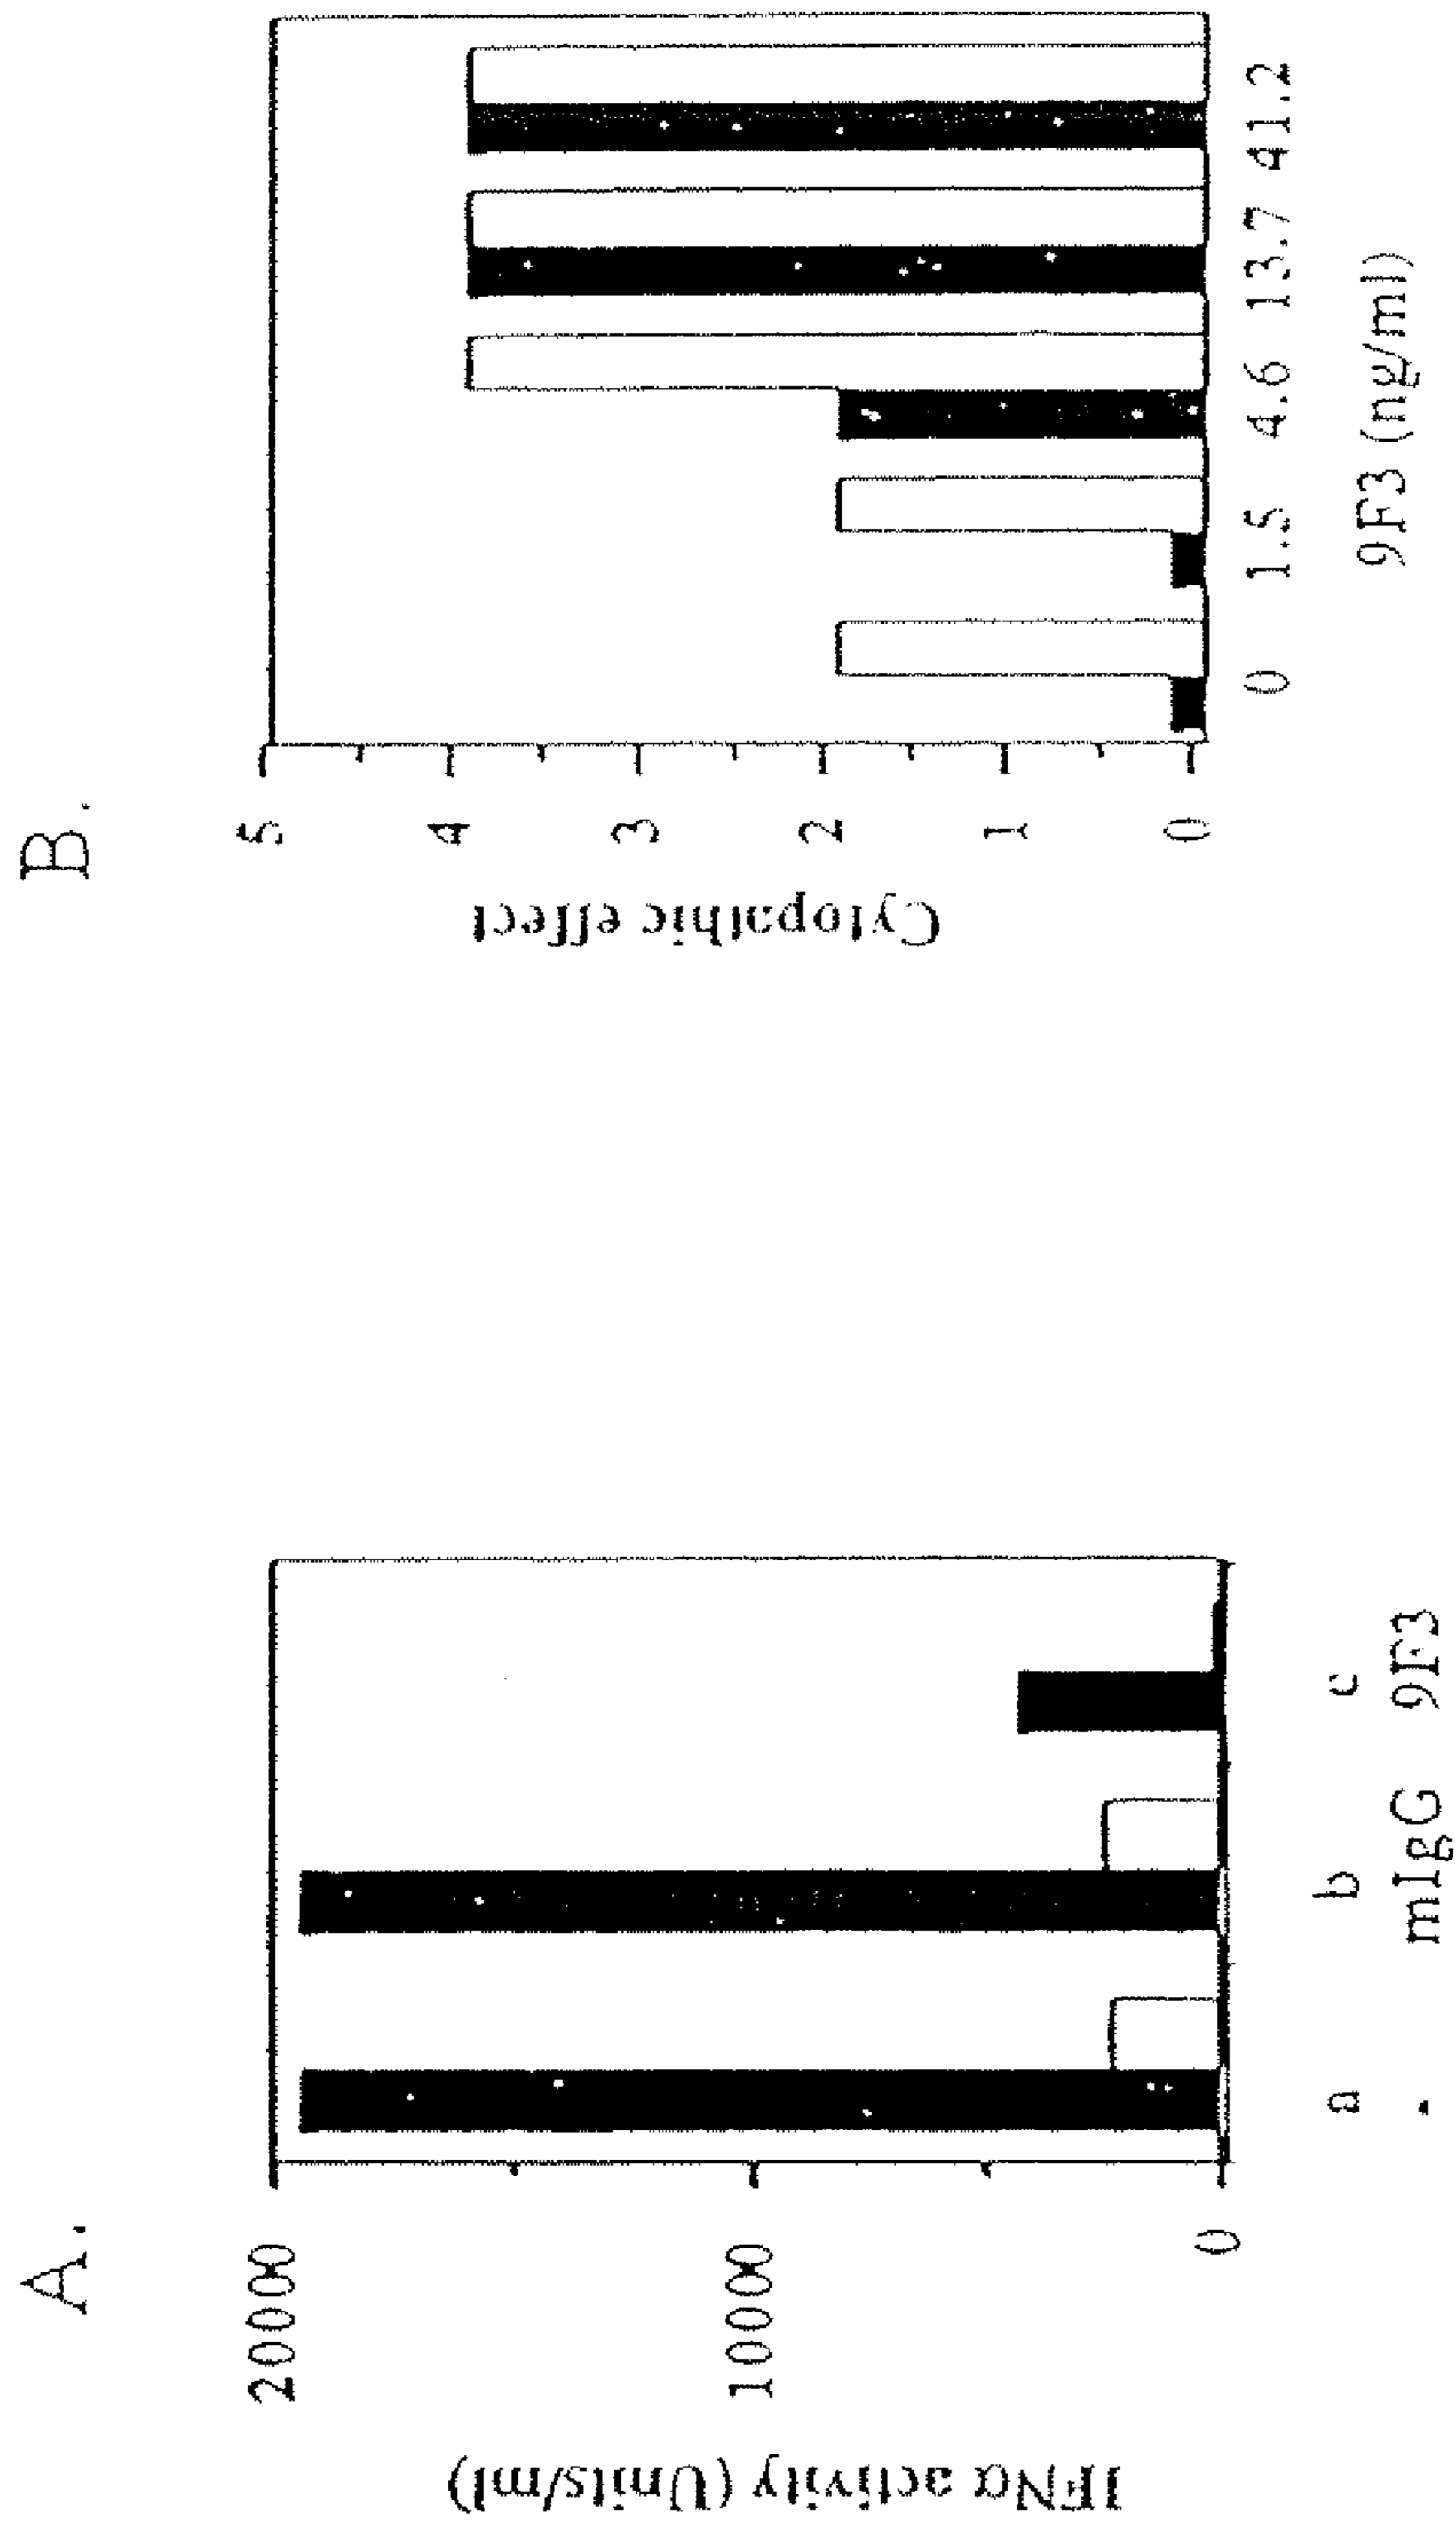 A.
IFNα activity (Units/ml)
20000
10000
0
a b c
- mIgG 9F3
B.
Cytopathic effect
5
4
3
2
1
0
0 1.5 4.6 13.7 41.2
9F3 (ng/ml)